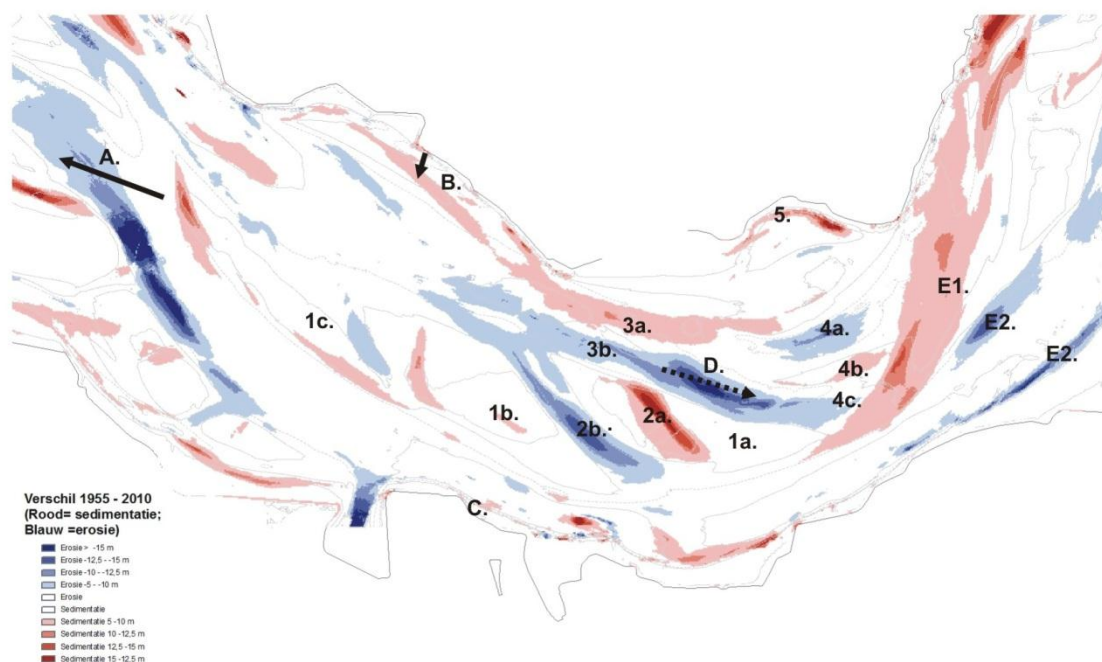 A.
B.
5.
E1.
1c.
3a.
4a.
E2.
3b.
D.
4b.
E2.
4c.
1b.
2b.
2a.
1a.
C.
Verschil 1955 - 2010
(Rood= sedimentatie;
Blauw =erosie)
Erosie > -15 m
Erosie -12,5 - -15 m
Erosie -10 - -12,5 m
Erosie -5 - -10 m
Erosie
Sedimentatie
Sedimentatie 5 -10 m
Sedimentatie 10 -12,5 m
Sedimentatie 12,5 -15 m
Sedimentatie 15 -12,5 m